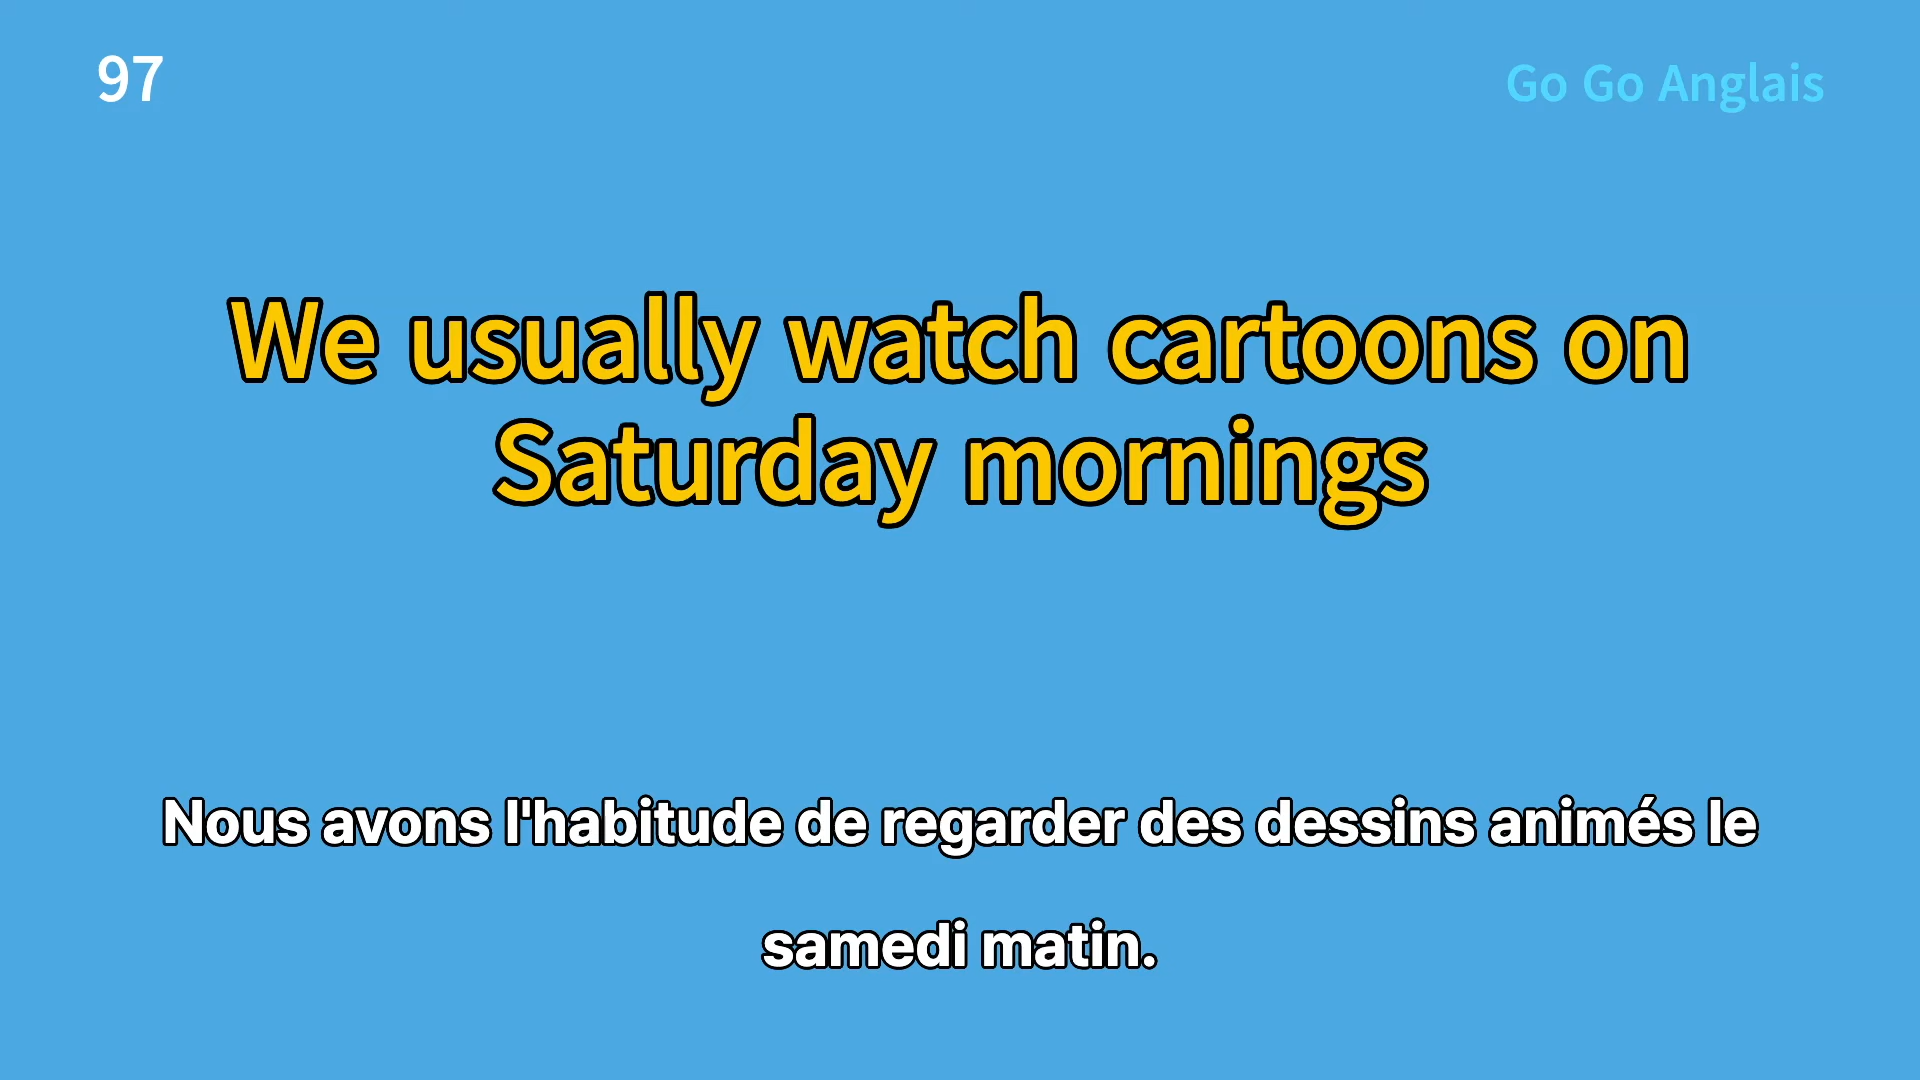 97
Go Go Anglais
We usually watch cartoons on
Saturday mornings
Nous avons l'habitude de regarder des dessins animés le
samedi matin.